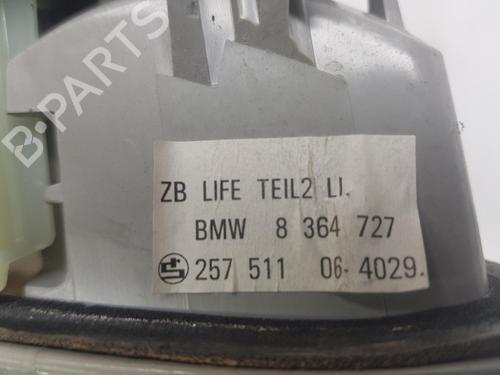 B-PARTS
ZB LIFE TEIL2 LI.
BMW 8 364 727
257 511 06-4029.